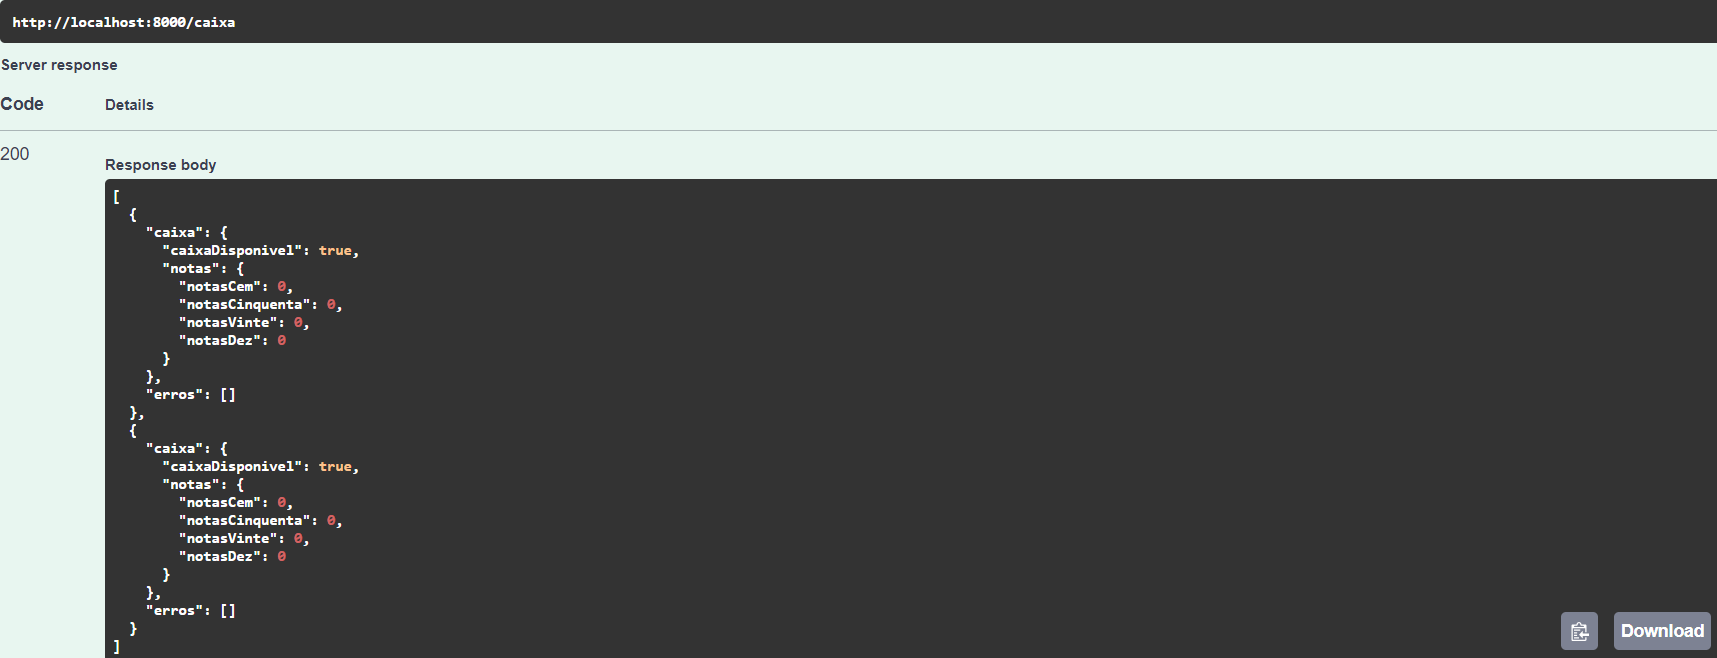 http://localhost:8000/caixa
Server response
Code Details
200
Response body
[
  {
    "caixa": {
      "caixaDisponivel": true,
      "notas": {
        "notasCem": 0,
        "notasCinquenta": 0,
        "notasVinte": 0,
        "notasDez": 0
      }
    },
    "erros": []
  },
  {
    "caixa": {
      "caixaDisponivel": true,
      "notas": {
        "notasCem": 0,
        "notasCinquenta": 0,
        "notasVinte": 0,
        "notasDez": 0
      }
    },
    "erros": []
  }
]
Download